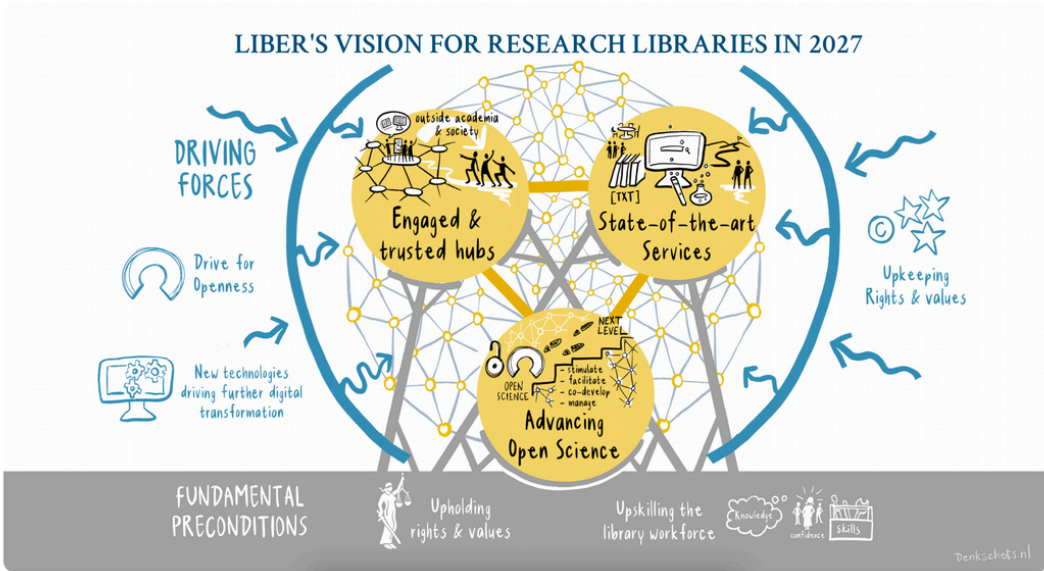 LIBER'S VISION FOR RESEARCH LIBRARIES IN 2027
DRIVING
FORCES
Drive for
Openness
New technologies
driving further digital
transformation
outside academia
& society
Engaged &
trusted hubs
[TXT]
State-of-the-art
Services
©
Upkeeping
Rights & values
NEXT
LEVEL
OPEN
SCIENCE
- stimulate
- facilitate
- co-develop
- manage
Advancing
Open Science
FUNDAMENTAL
PRECONDITIONS
Upholding
rights & values
Upskilling the
library workforce
Knowledge
confidence
Skills
Denkschets.nl